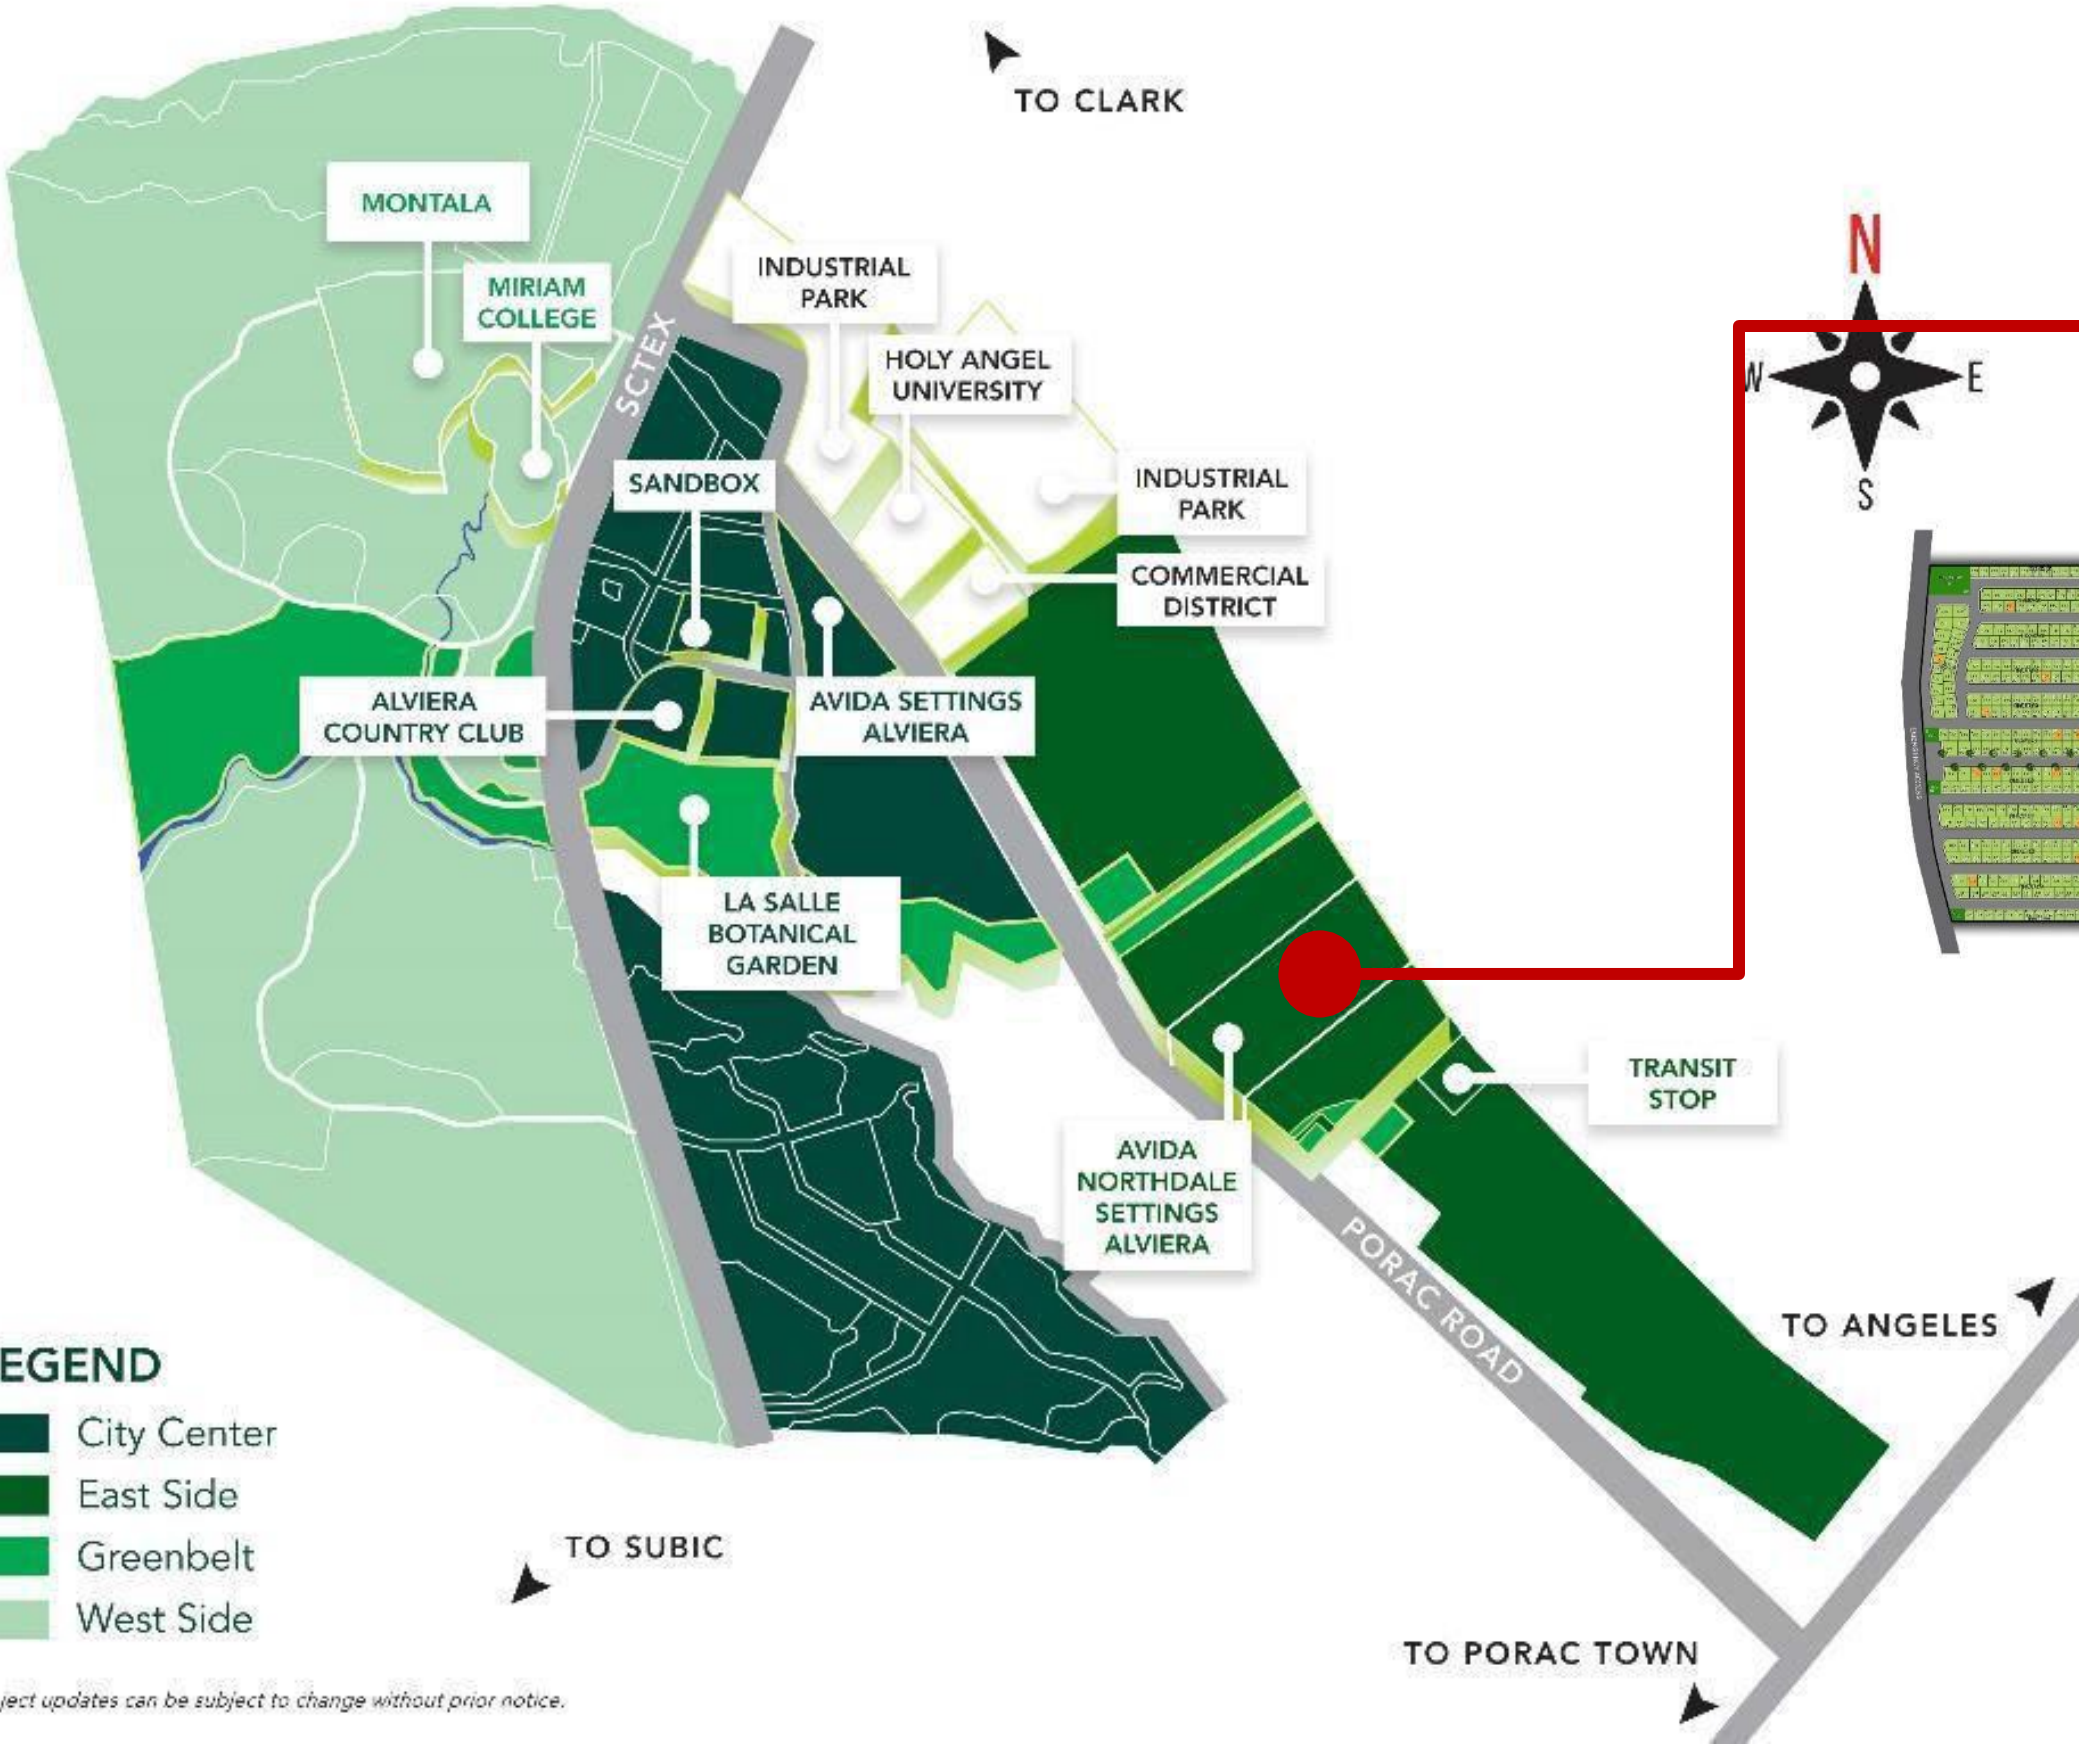 TO CLARK
MONTALA
MIRIAM
COLLEGE
INDUSTRIAL
PARK
HOLY ANGEL
UNIVERSITY
N
W
E
S
SCTEX
SANDBOX
INDUSTRIAL
PARK
COMMERCIAL
DISTRICT
ALVIERA
COUNTRY CLUB
AVIDA SETTINGS
ALVIERA
LA SALLE
BOTANICAL
GARDEN
TRANSIT
STOP
AVIDA
NORTHDALE
SETTINGS
ALVIERA
PORAC ROAD
TO ANGELES
EGEND
City Center
East Side
Greenbelt
West Side
TO SUBIC
TO PORAC TOWN
ject updates can be subject to change without prior notice.